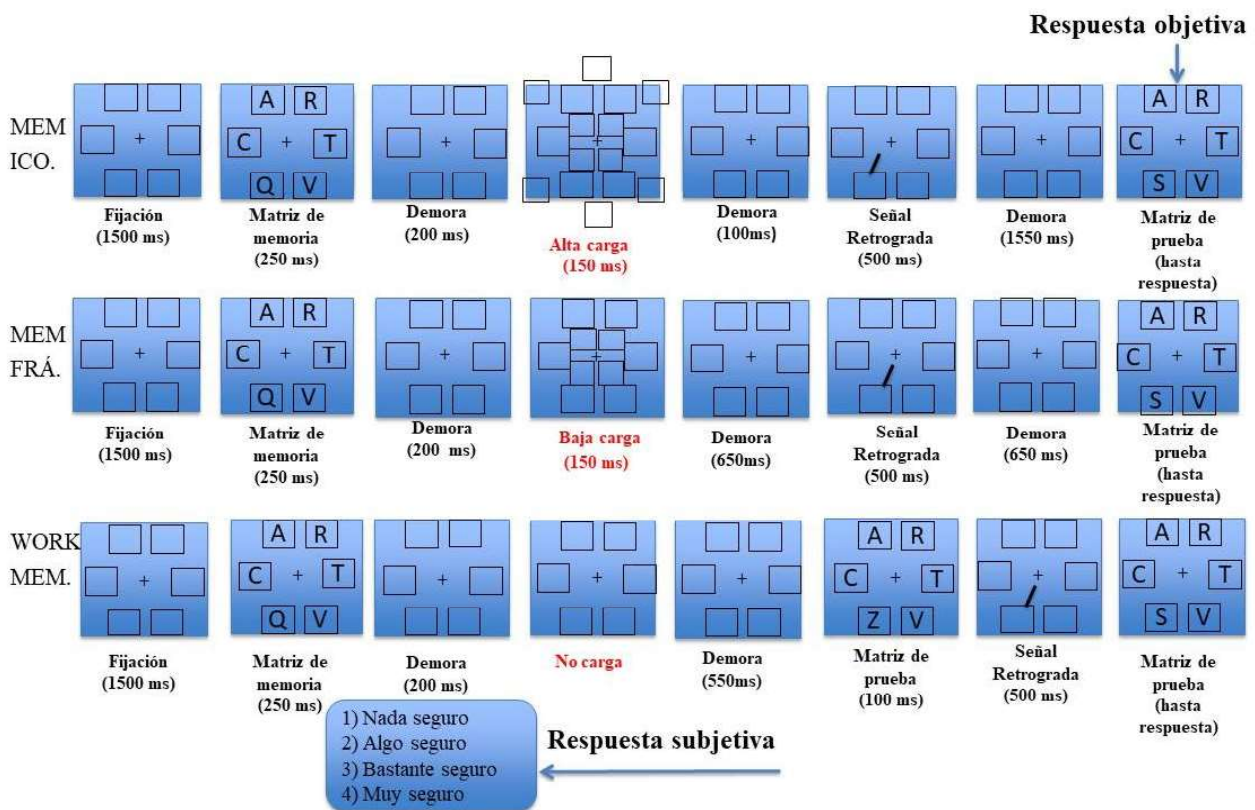 Respuesta objetiva
MEM
ICO.
A R
C + T
Q V
A R
C + T
S V
+
+
+
+
+
+
Fijación
(1500 ms)
Matriz de
memoria
(250 ms)
Demora
(200 ms)
Alta carga
(150 ms)
Demora
(100ms)
Señal
Retrograda
(500 ms)
Demora
(1550 ms)
Matriz de
prueba
(hasta
respuesta)
MEM
FRÁ.
A R
C + T
Q V
A R
C + T
S V
+
+
+
+
+
+
Fijación
(1500 ms)
Matriz de
memoria
(250 ms)
Demora
(200 ms)
Baja carga
(150 ms)
Demora
(650ms)
Señal
Retrograda
(500 ms)
Demora
(650 ms)
Matriz de
prueba
(hasta
respuesta)
WORK
MEM.
A R
C + T
Q V
A R
C + T
Z V
A R
C + T
S V
+
+
+
+
+
Fijación
(1500 ms)
Matriz de
memoria
(250 ms)
Demora
(200 ms)
No carga
Demora
(550ms)
Matriz de
prueba
(100 ms)
Señal
Retrograda
(500 ms)
Matriz de
prueba
(hasta
respuesta)
1) Nada seguro
2) Algo seguro
3) Bastante seguro
4) Muy seguro
Respuesta subjetiva